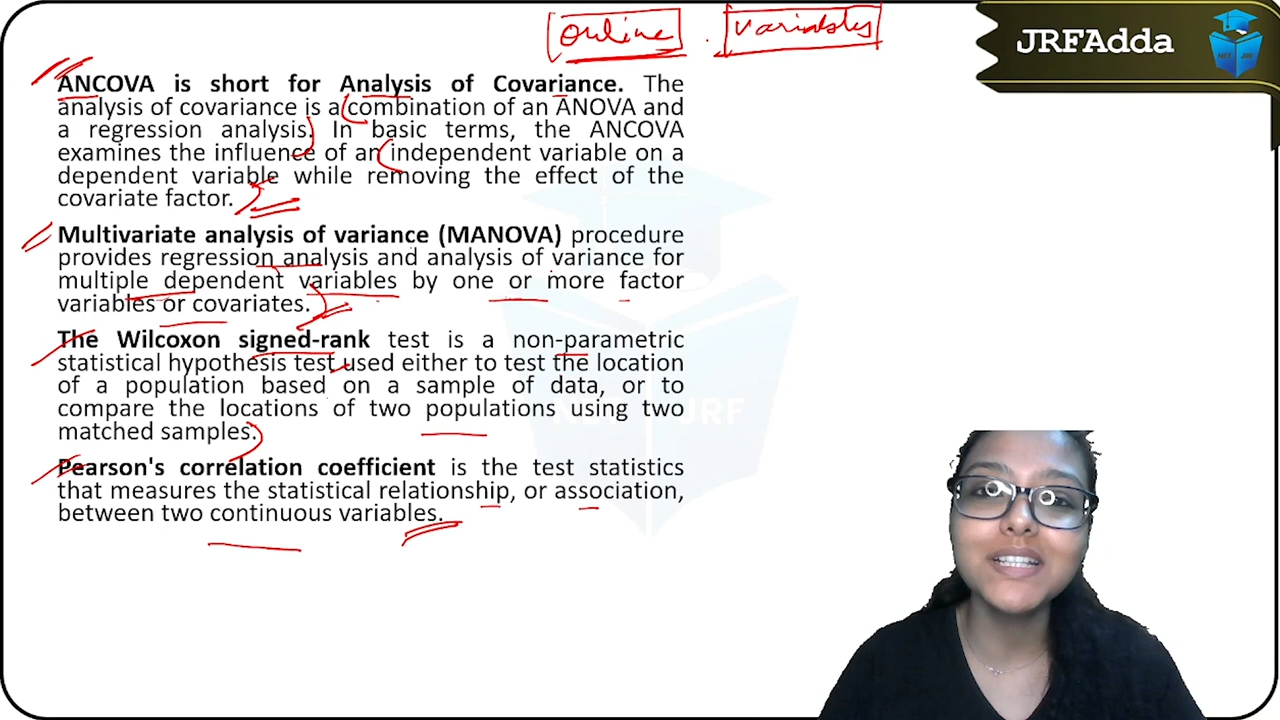 online . variables
JRFAdda
NET JRF
ANCOVA is short for Analysis of Covariance. The
analysis of covariance is a combination of an ANOVA and
a regression analysis. In basic terms, the ANCOVA
examines the influence of an independent variable on a
dependent variable while removing the effect of the
covariate factor.
Multivariate analysis of variance (MANOVA) procedure
provides regression analysis and analysis of variance for
multiple dependent variables by one or more factor
variables or covariates.
The Wilcoxon signed-rank test is a non-parametric
statistical hypothesis test used either to test the location
of a population based on a sample of data, or to
compare the locations of two populations using two
matched samples.
NET JRF
Pearson's correlation coefficient is the test statistics
that measures the statistical relationship, or association,
between two continuous variables.